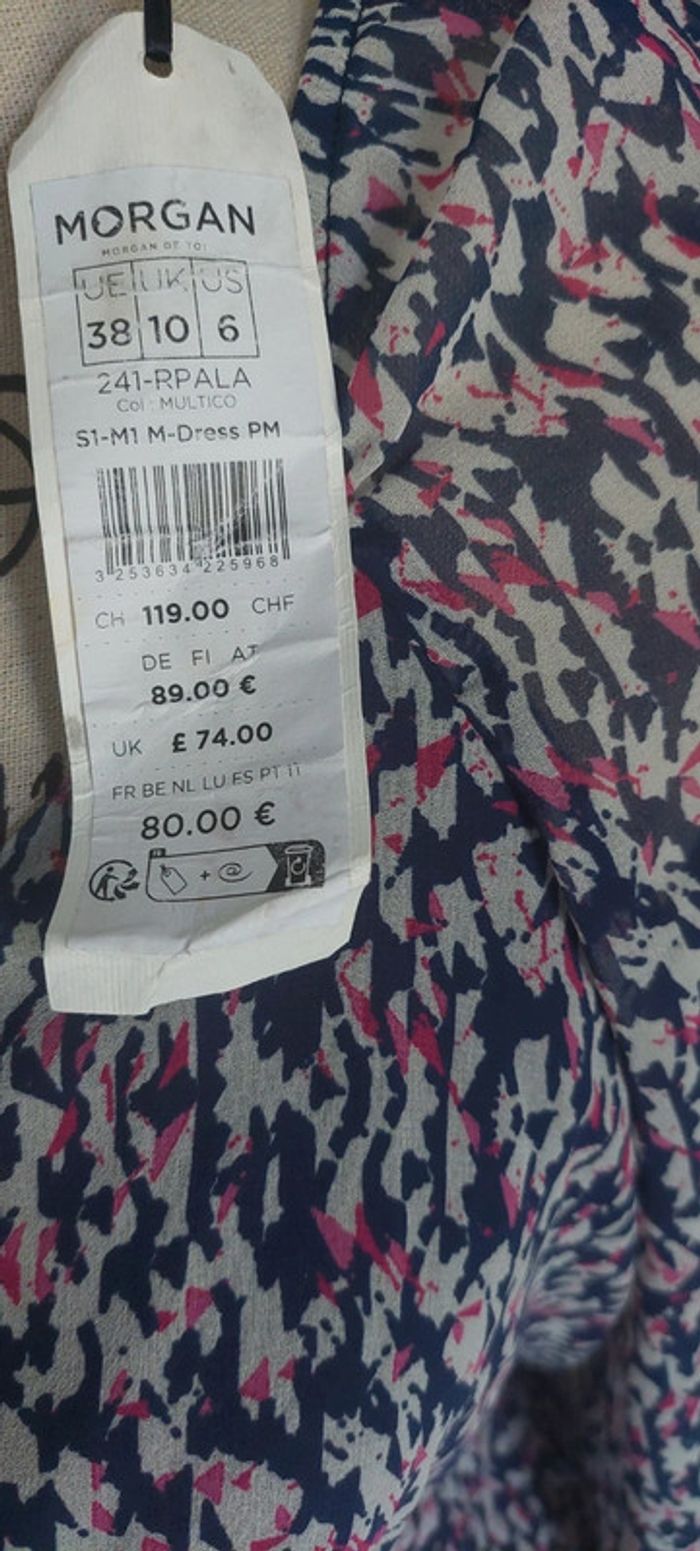 MORGAN
MORGAN DE TOI
UE UK US
38 10 6
241-RPALA
Col : MULTICO
S1-M1 M-Dress PM
3 253634 225968
CH 119.00 CHF
DE FI AT
89.00 €
UK £ 74.00
FR BE NL LU ES PT IT
80.00 €
FR
+